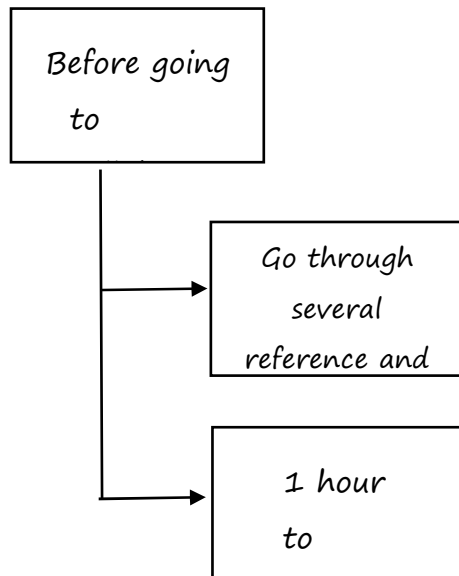 Before going
to
Go through
several
reference and
1 hour
to